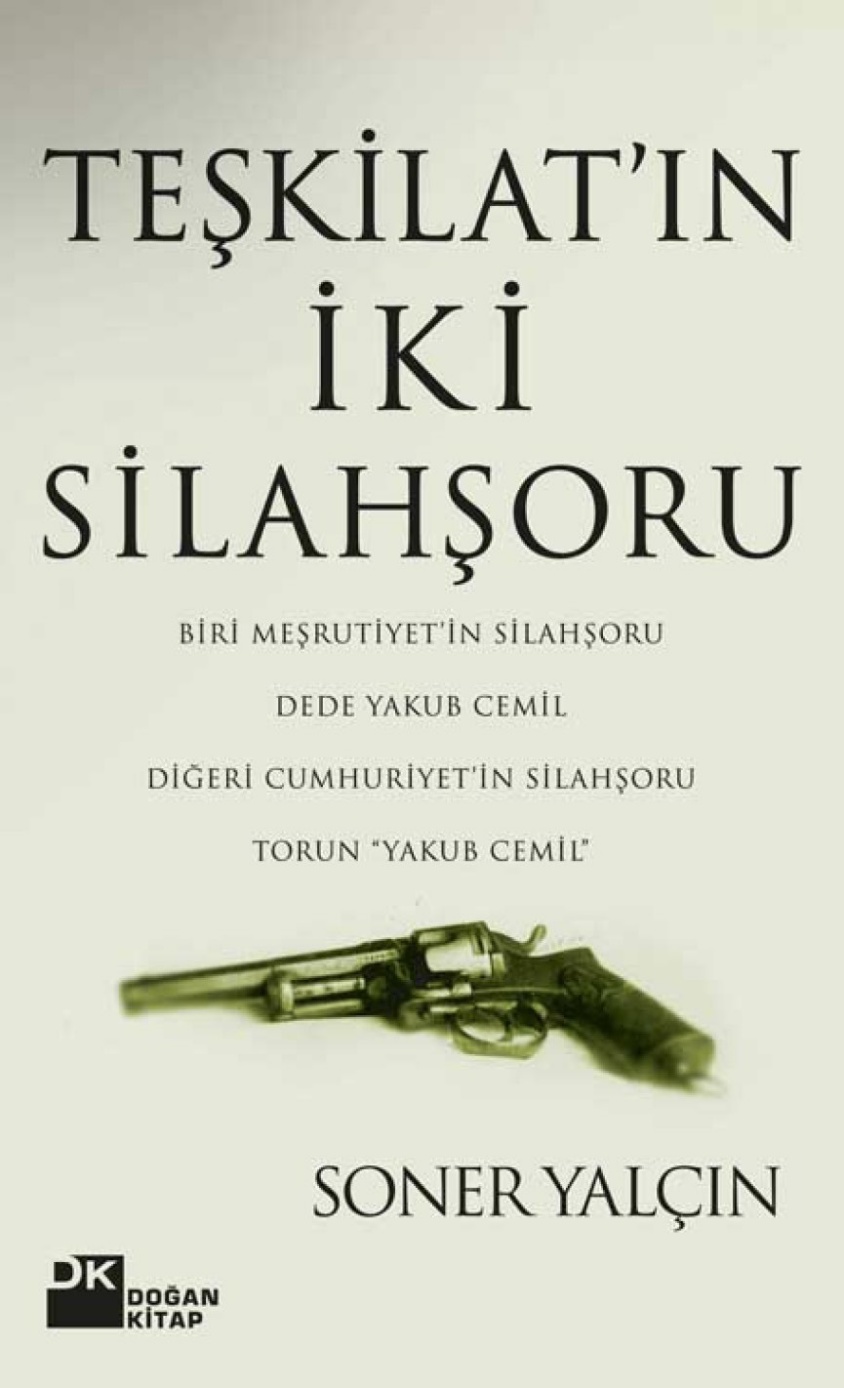 TEŞKİLAT'IN
İKİ
SİLAHŞORU
BİRİ MEŞRUTİYET'İN SİLAHŞORU
DEDE YAKUB CEMİL
DİĞERİ CUMHURİYET'İN SİLAHŞORU
TORUN “YAKUB CEMİL”
SONER YALÇIN
DK DOĞAN
KİTAP